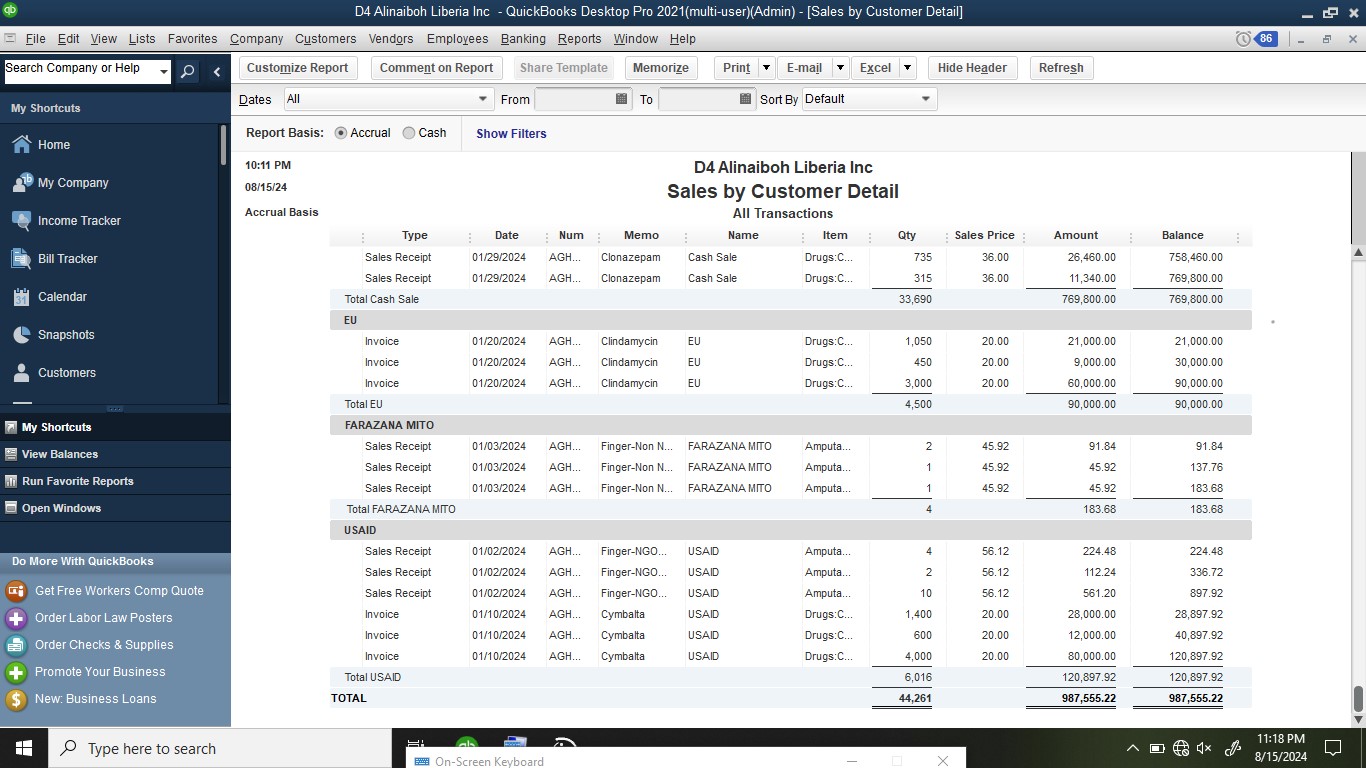 D4 Alinaiboh Liberia Inc - QuickBooks Desktop Pro 2021(multi-user)(Admin) - [Sales by Customer Detail]
File Edit View Lists Favorites Company Customers Vendors Employees Banking Reports Window Help 86
Search Company or Help
Customize Report Comment on Report Share Template Memorize Print E-mail Excel Hide Header Refresh
Dates All From To Sort By Default
Report Basis: Accrual Cash Show Filters
My Shortcuts
Home
My Company
Income Tracker
Bill Tracker
Calendar
31
Snapshots
Customers
My Shortcuts
View Balances
Run Favorite Reports
Open Windows
Do More With QuickBooks
Get Free Workers Comp Quote
Order Labor Law Posters
Order Checks & Supplies
Promote Your Business
New: Business Loans
10:11 PM
08/15/24
Accrual Basis
D4 Alinaiboh Liberia Inc
Sales by Customer Detail
All Transactions
Type Date Num Memo Name Item Qty Sales Price Amount Balance
Sales Receipt 01/29/2024 AGH... Clonazepam Cash Sale Drugs:C... 735 36.00 26,460.00 758,460.00
Sales Receipt 01/29/2024 AGH... Clonazepam Cash Sale Drugs:C... 315 36.00 11,340.00 769,800.00
Total Cash Sale 33,690 769,800.00 769,800.00
EU
Invoice 01/20/2024 AGH... Clindamycin EU Drugs:C... 1,050 20.00 21,000.00 21,000.00
Invoice 01/20/2024 AGH... Clindamycin EU Drugs:C... 450 20.00 9,000.00 30,000.00
Invoice 01/20/2024 AGH... Clindamycin EU Drugs:C... 3,000 20.00 60,000.00 90,000.00
Total EU 4,500 90,000.00 90,000.00
FARAZANA MITO
Sales Receipt 01/03/2024 AGH... Finger-Non N... FARAZANA MITO Amputa... 2 45.92 91.84 91.84
Sales Receipt 01/03/2024 AGH... Finger-Non N... FARAZANA MITO Amputa... 1 45.92 45.92 137.76
Sales Receipt 01/03/2024 AGH... Finger-Non N... FARAZANA MITO Amputa... 1 45.92 45.92 183.68
Total FARAZANA MITO 4 183.68 183.68
USAID
Sales Receipt 01/02/2024 AGH... Finger-NGO... USAID Amputa... 4 56.12 224.48 224.48
Sales Receipt 01/02/2024 AGH... Finger-NGO... USAID Amputa... 2 56.12 112.24 336.72
Sales Receipt 01/02/2024 AGH... Finger-NGO... USAID Amputa... 10 56.12 561.20 897.92
Invoice 01/10/2024 AGH... Cymbalta USAID Drugs:C... 1,400 20.00 28,000.00 28,897.92
Invoice 01/10/2024 AGH... Cymbalta USAID Drugs:C... 600 20.00 12,000.00 40,897.92
Invoice 01/10/2024 AGH... Cymbalta USAID Drugs:C... 4,000 20.00 80,000.00 120,897.92
Total USAID 6,016 120,897.92 120,897.92
TOTAL 44,261 987,555.22 987,555.22
Type here to search
On-Screen Keyboard
11:18 PM
8/15/2024